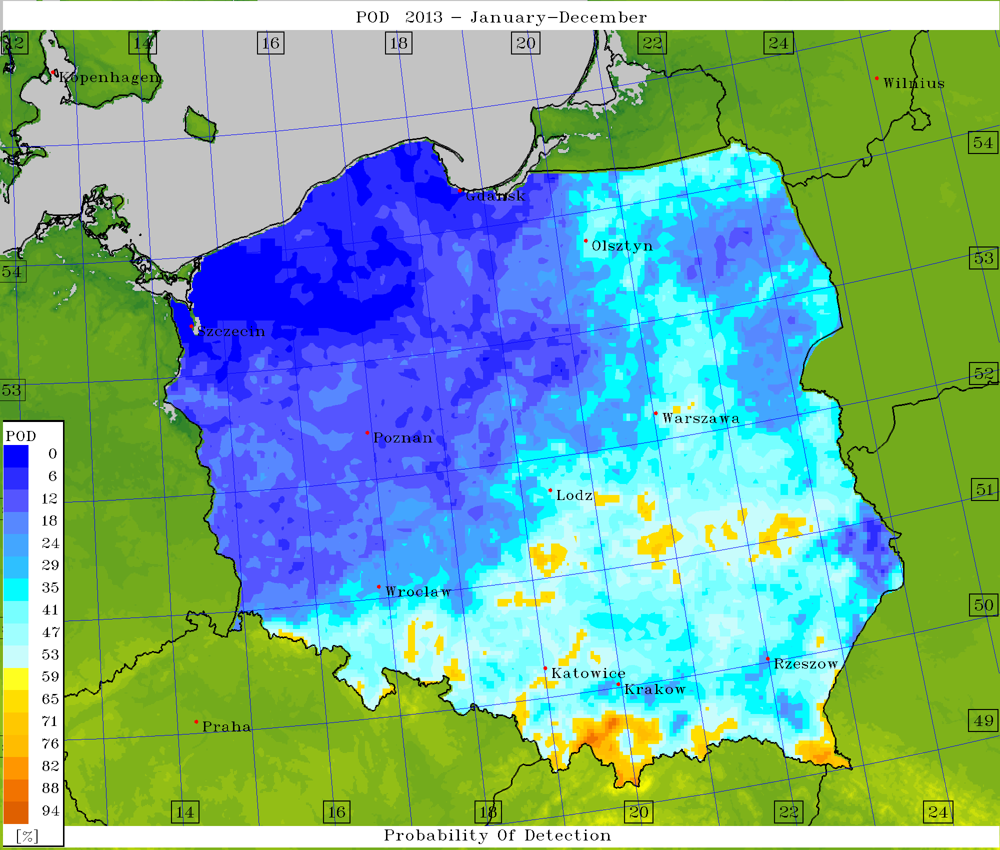 POD 2013 - January-December
12
14
16
18
20
22
24
Kopenhagen
Wilnius
54
Gdansk
Olsztyn
53
54
Szczecin
52
53
Warszawa
POD
Poznan
0
6
Lodz
51
12
18
24
29
35
Wroclaw
41
50
47
53
Rzeszow
59
Katowice
Krakow
65
71
Praha
49
76
82
88
94
14
16
18
20
22
24
[%]
Probability Of Detection